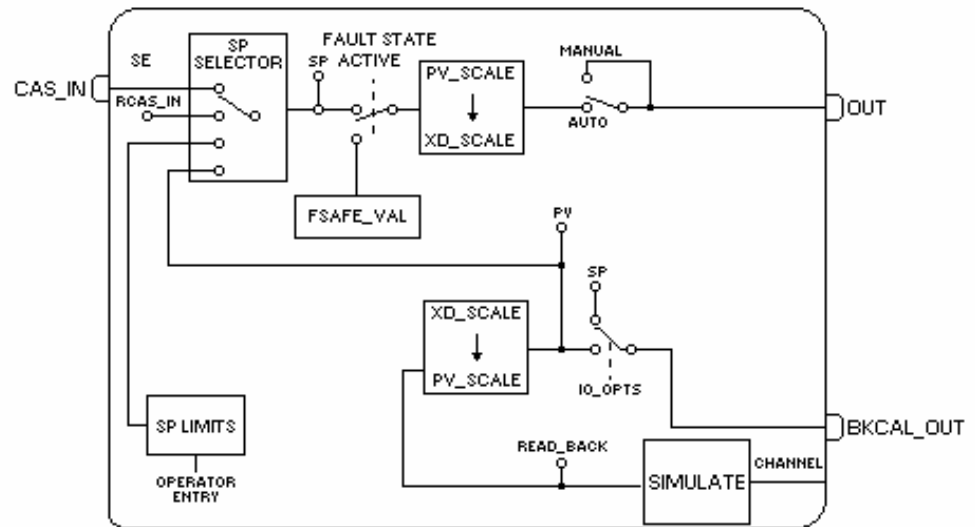 CAS_IN
SE
RCAS_IN
SP
SELECTOR
FAULT STATE
ACTIVE
SP
PV_SCALE
XD_SCALE
MANUAL
AUTO
OUT
FSAFE_VAL
PV
SP
XD_SCALE
PV_SCALE
IO_OPTS
BKCAL_OUT
SP LIMITS
OPERATOR
ENTRY
READ_BACK
SIMULATE
CHANNEL